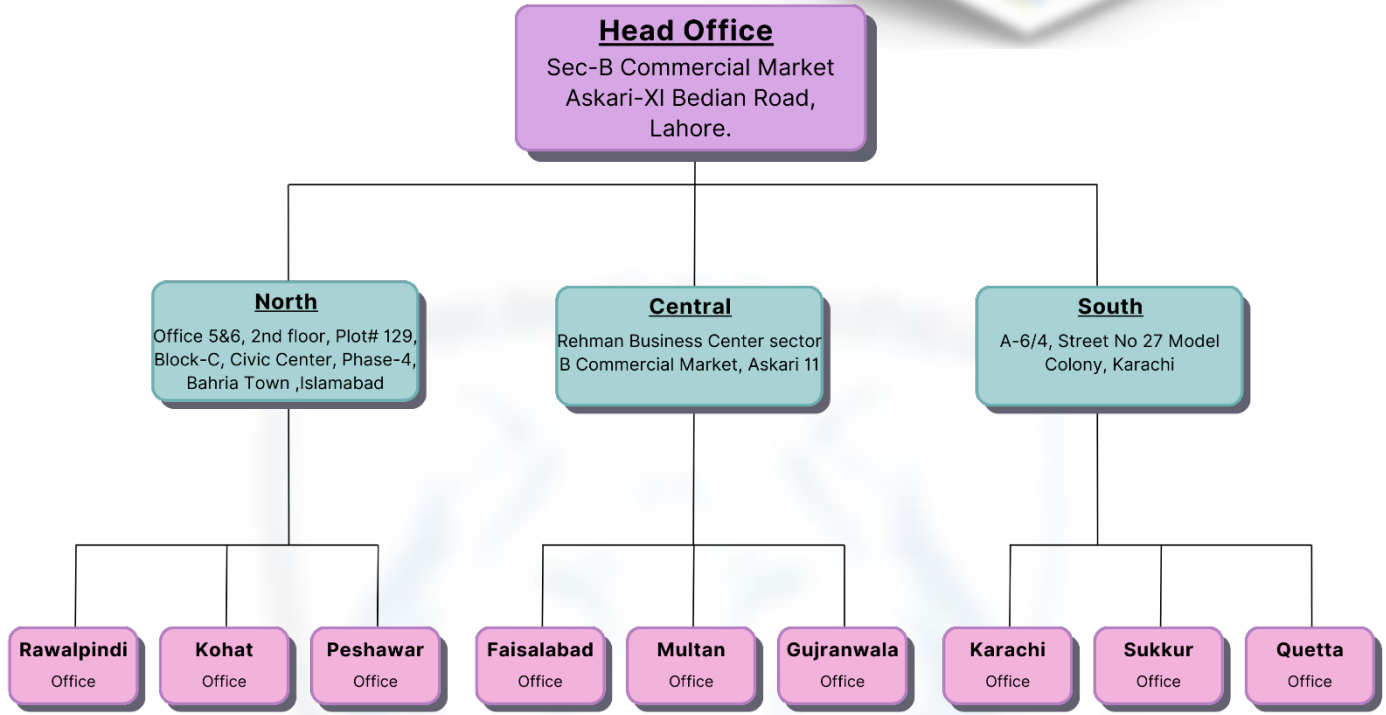 Head Office
Sec-B Commercial Market
Askari-XI Bedian Road,
Lahore.
North
Office 5&6, 2nd floor, Plot# 129,
Block-C, Civic Center, Phase-4,
Bahria Town ,Islamabad
Central
Rehman Business Center sector
B Commercial Market, Askari 11
South
A-6/4, Street No 27 Model
Colony, Karachi
Rawalpindi
Office
Kohat
Office
Peshawar
Office
Faisalabad
Office
Multan
Office
Gujranwala
Office
Karachi
Office
Sukkur
Office
Quetta
Office